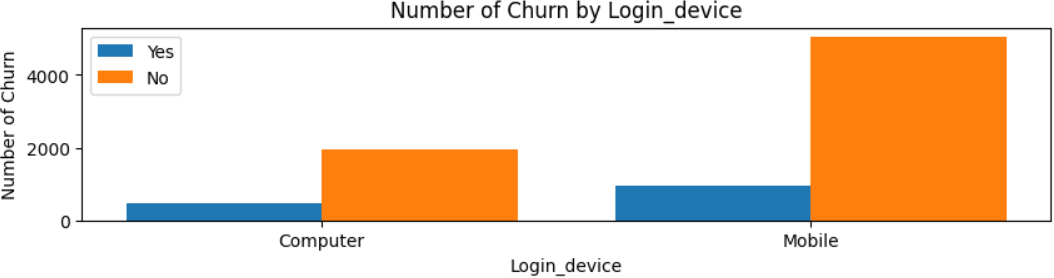 Number of Churn by Login_device
Number of Churn
4000
2000
0
Yes
No
Computer
Mobile
Login_device